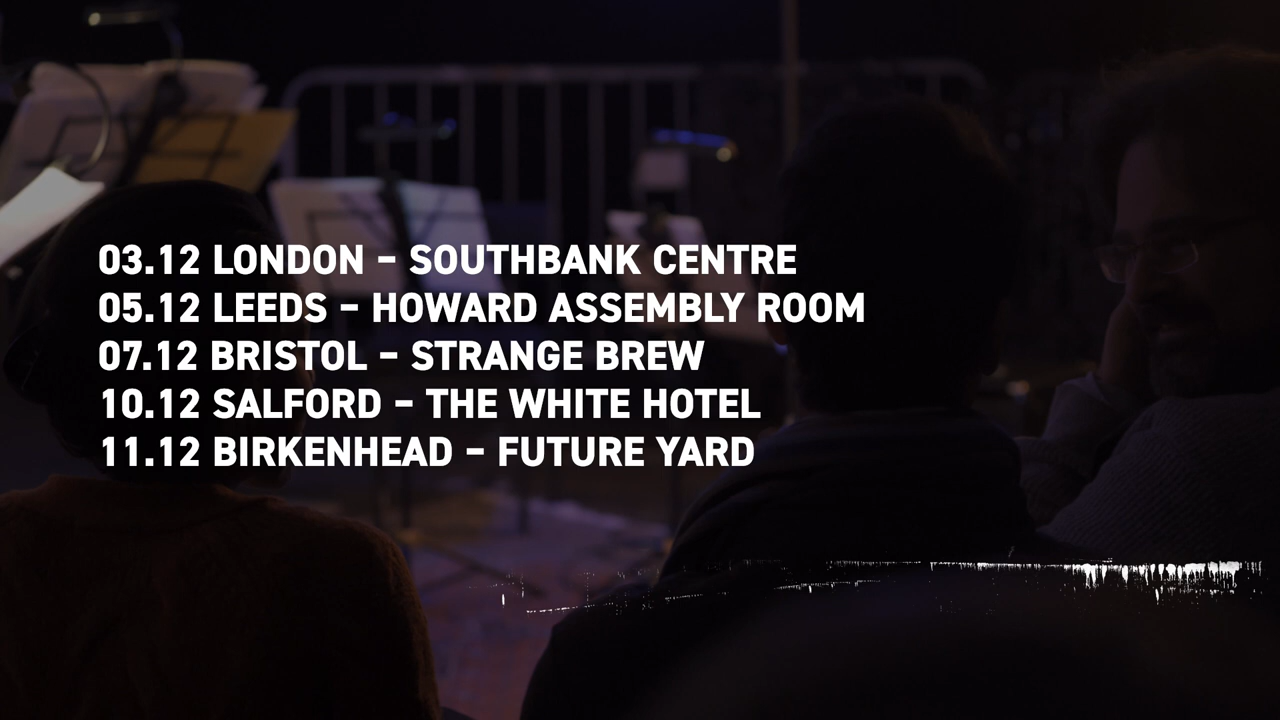 03.12 LONDON – SOUTHBANK CENTRE
05.12 LEEDS – HOWARD ASSEMBLY ROOM
07.12 BRISTOL – STRANGE BREW
10.12 SALFORD – THE WHITE HOTEL
11.12 BIRKENHEAD – FUTURE YARD